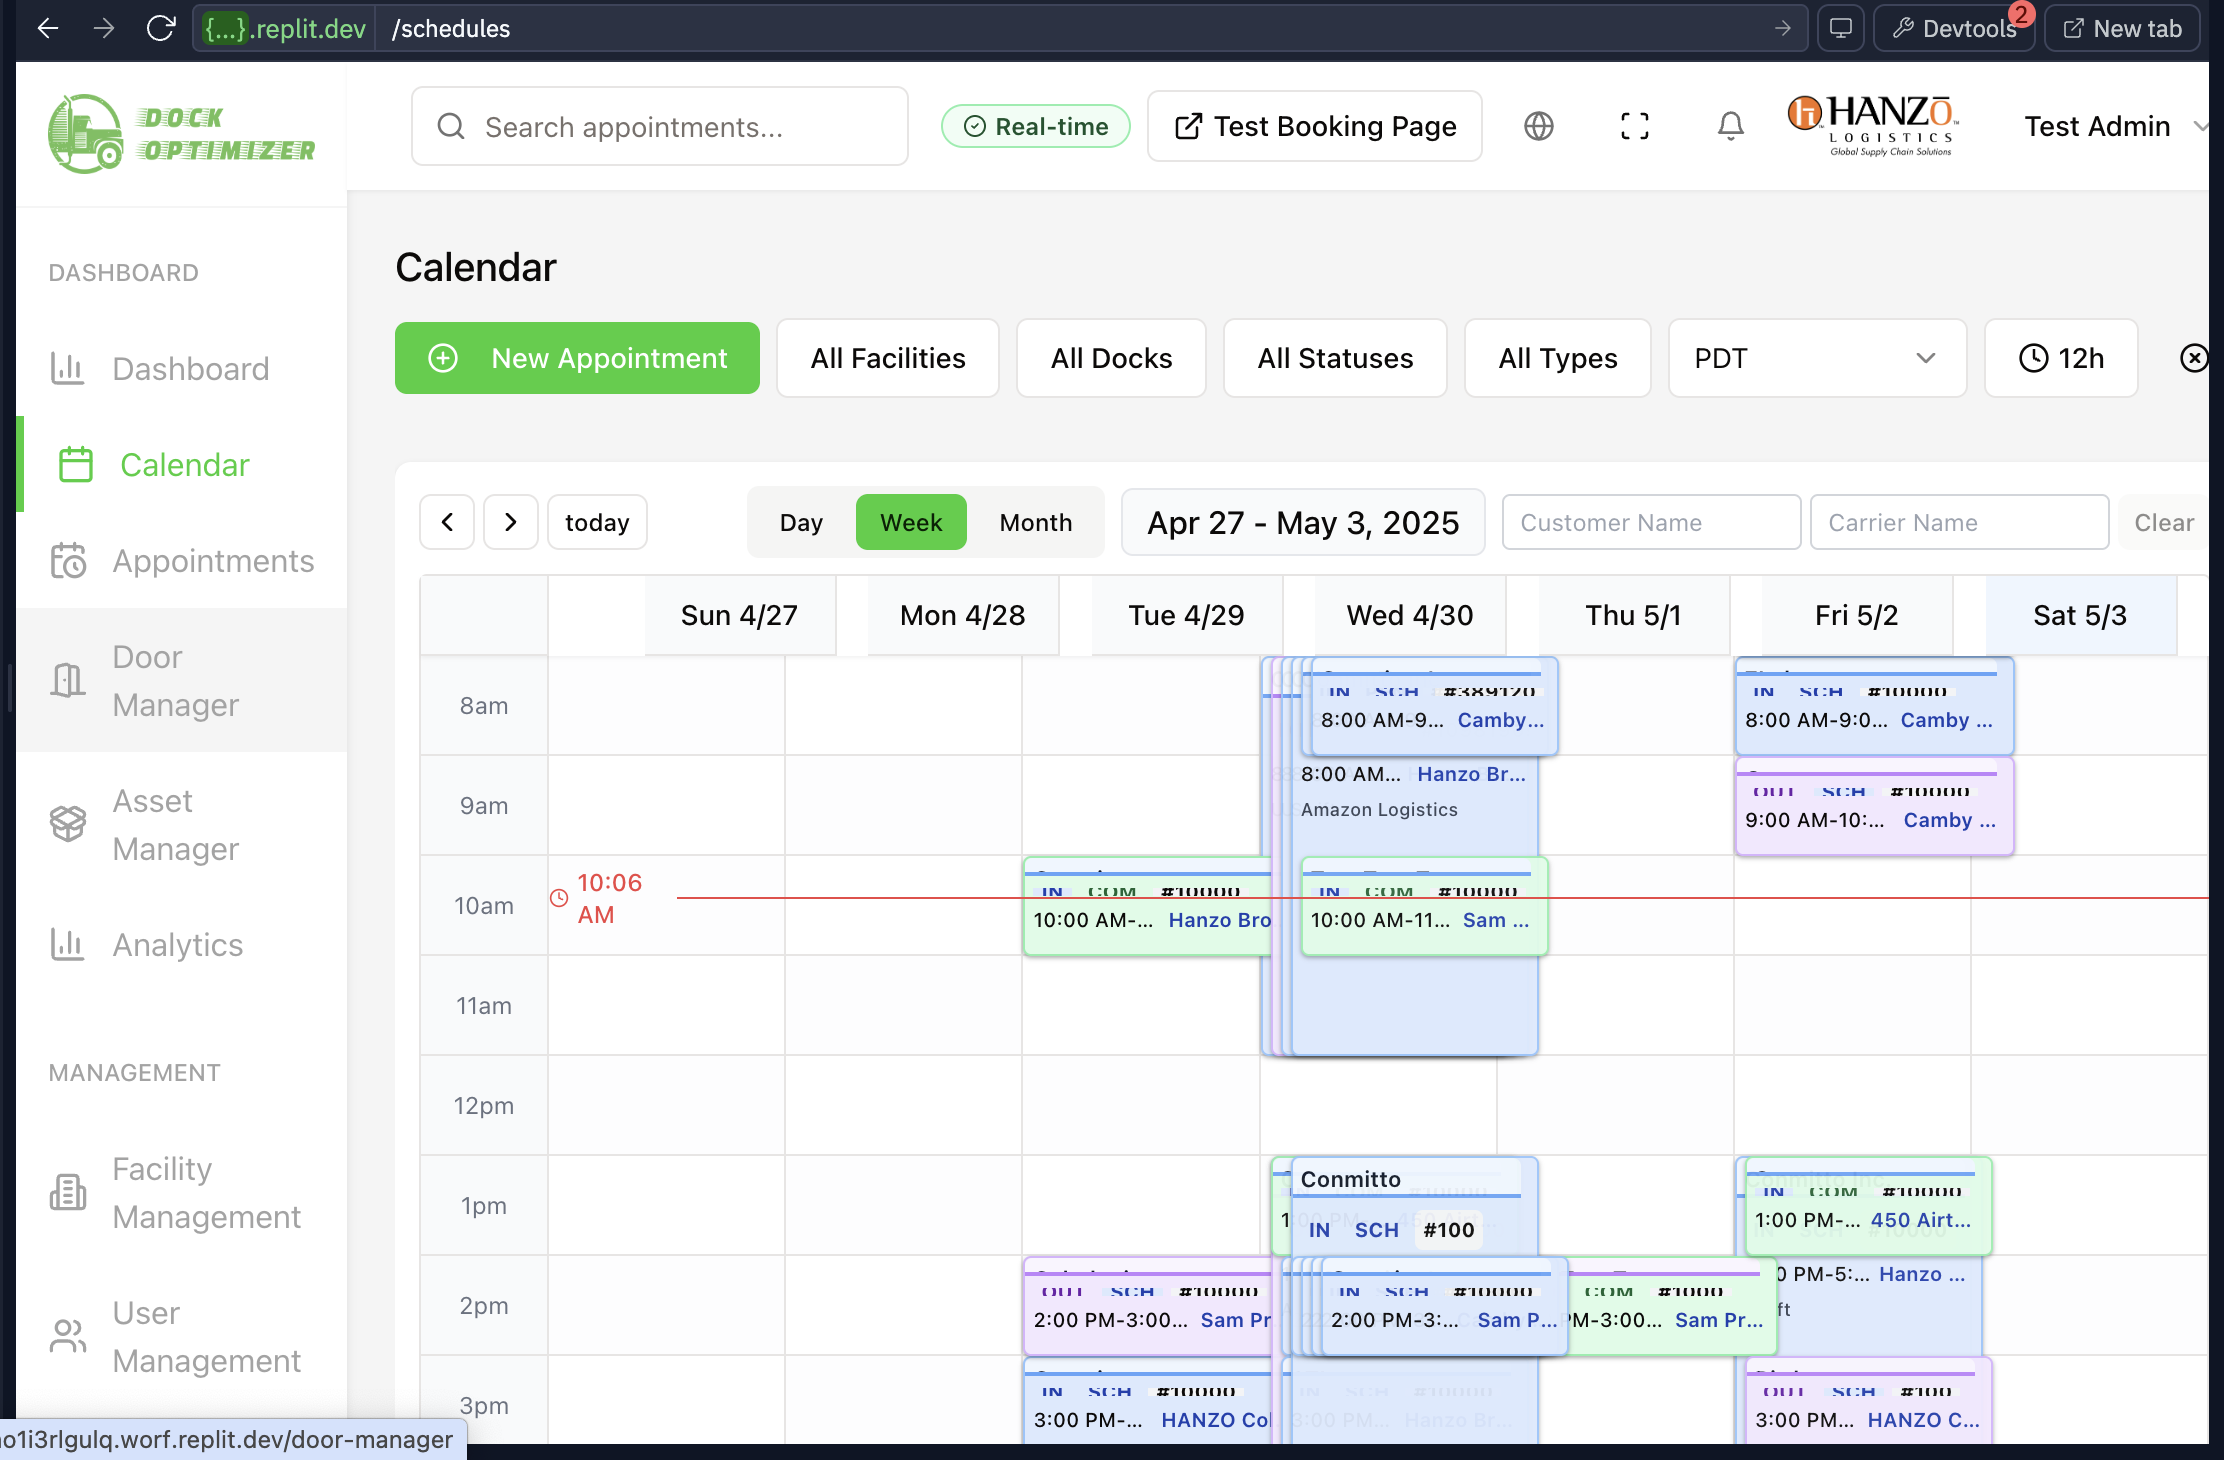 {...}.replit.dev /schedules Devtools 2 New tab
DOCK OPTIMIZER
Search appointments...
Real-time
Test Booking Page
HANZŌ
LOGISTICS
Global Supply Chain Solutions
Test Admin
DASHBOARD
Dashboard
Calendar
Appointments
Door Manager
Asset Manager
Analytics
MANAGEMENT
Facility Management
User Management
Calendar
New Appointment
All Facilities
All Docks
All Statuses
All Types
PDT
12h
today
Day
Week
Month
Apr 27 - May 3, 2025
Customer Name
Carrier Name
Clear
Sun 4/27
Mon 4/28
Tue 4/29
Wed 4/30
Thu 5/1
Fri 5/2
Sat 5/3
8am
IN SCH #389120
8:00 AM-9... Camby...
IN SCH #10000
8:00 AM-9:0... Camby ...
8:00 AM... Hanzo Br...
Amazon Logistics
9am
OUT SCH #10000
9:00 AM-10:... Camby ...
10:06 AM
10am
IN COM #10000
10:00 AM-... Hanzo Bro
IN COM #10000
10:00 AM-11... Sam ...
11am
12pm
1pm
Conmitto
IN SCH #100
IN COM #10000
1:00 PM-... 450 Airt...
PM-5:... Hanzo ...
2pm
OUT SCH #10000
2:00 PM-3:00... Sam Pr
IN SCH #10000
2:00 PM-3:... Sam P...
COM #1000
PM-3:00... Sam Pr...
3pm
IN SCH #10000
3:00 PM-... HANZO Col
3:00 PM... Hanzo Br...
OUT SCH #100
3:00 PM... HANZO C...
o1i3rlgulq.worf.replit.dev/door-manager